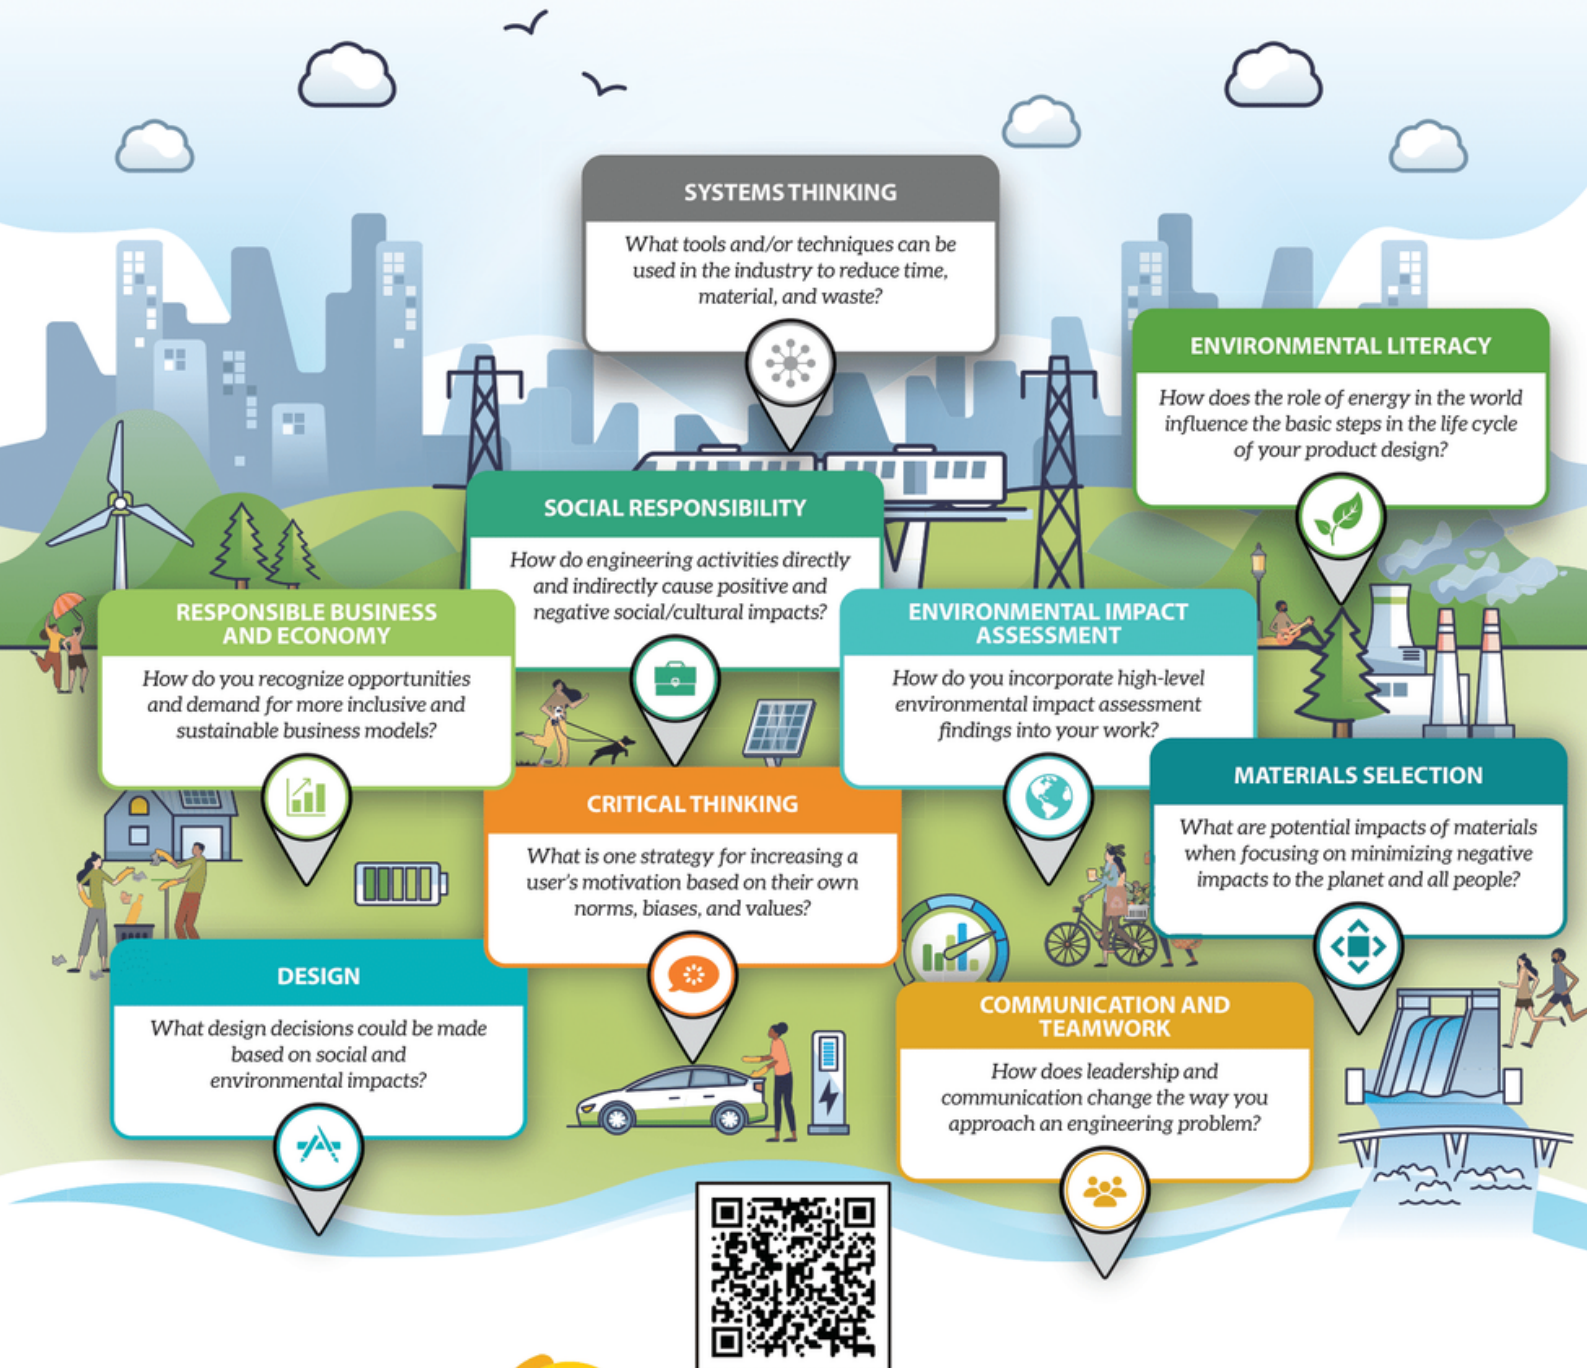 SYSTEMS THINKING
What tools and/or techniques can be
used in the industry to reduce time,
material, and waste?
ENVIRONMENTAL LITERACY
How does the role of energy in the world
influence the basic steps in the life cycle
of your product design?
SOCIAL RESPONSIBILITY
How do engineering activities directly
and indirectly cause positive and
negative social/cultural impacts?
RESPONSIBLE BUSINESS
AND ECONOMY
How do you recognize opportunities
and demand for more inclusive and
sustainable business models?
ENVIRONMENTAL IMPACT
ASSESSMENT
How do you incorporate high-level
environmental impact assessment
findings into your work?
MATERIALS SELECTION
What are potential impacts of materials
when focusing on minimizing negative
impacts to the planet and all people?
CRITICAL THINKING
What is one strategy for increasing a
user's motivation based on their own
norms, biases, and values?
DESIGN
What design decisions could be made
based on social and
environmental impacts?
COMMUNICATION AND
TEAMWORK
How does leadership and
communication change the way you
approach an engineering problem?